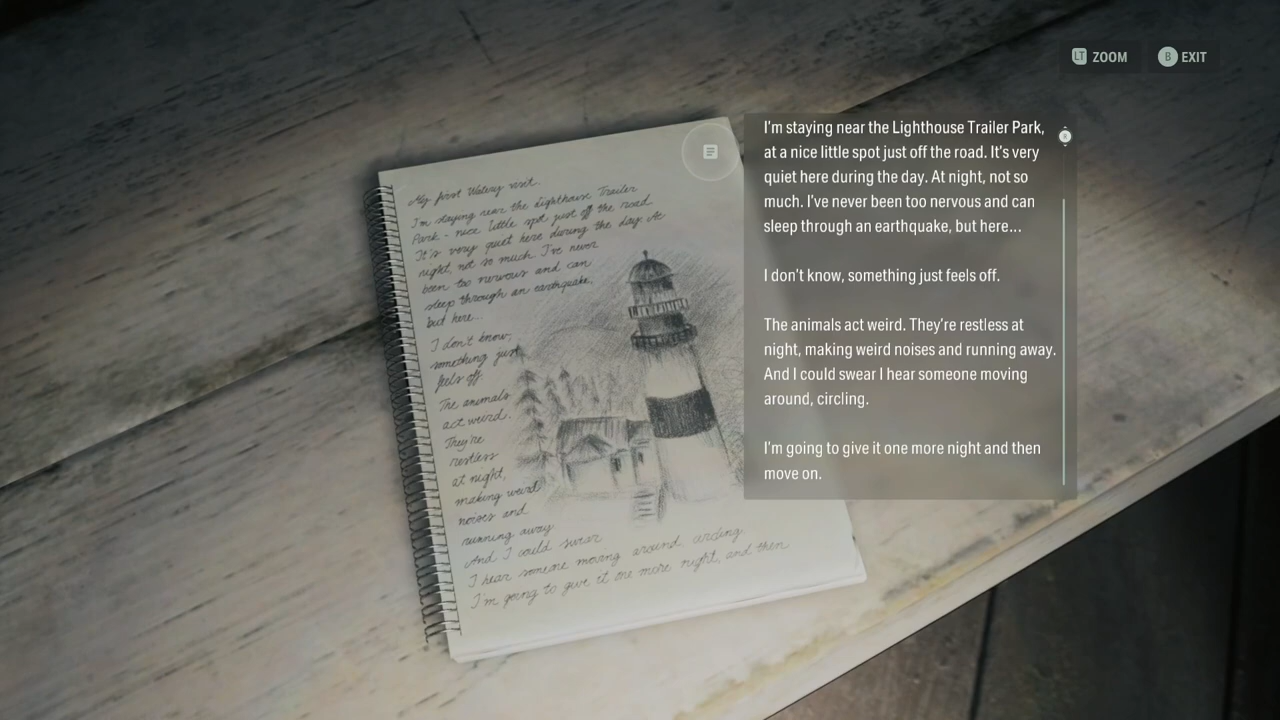 LT ZOOM
B EXIT
My first Watery visit.
I'm staying near the Lighthouse Trailer
Park - nice little spot just off the road
It's very quiet here during the day. At
night, not so much. I've never
been too nervous and can
sleep through an earthquake,
but here...
I don't know,
something just
feels off.
The animals
act weird.
They're
restless
at night,
making weird
noises and
running away
And I could swear
I hear someone moving around circling.
I'm going to give it one more night, and then
I'm staying near the Lighthouse Trailer Park,
at a nice little spot just off the road. It's very
quiet here during the day. At night, not so
much. I've never been too nervous and can
sleep through an earthquake, but here...
I don't know, something just feels off.
The animals act weird. They're restless at
night, making weird noises and running away.
And I could swear I hear someone moving
around, circling.
I'm going to give it one more night and then
move on.